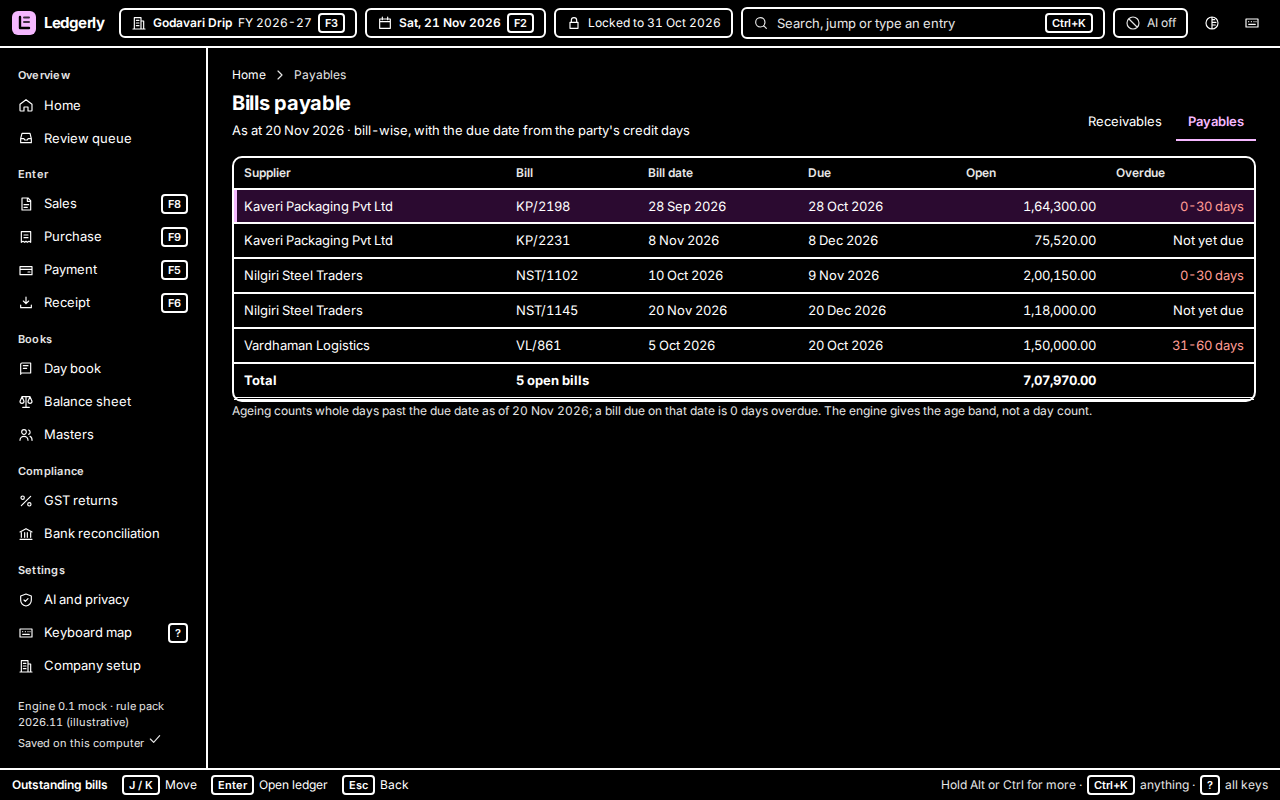 Ledgerly
Godavari Drip FY 2026-27 F3
Sat, 21 Nov 2026 F2
Locked to 31 Oct 2026
Search, jump or type an entry Ctrl+K
AI off
Overview
Home
Review queue
Enter
Sales F8
Purchase F9
Payment F5
Receipt F6
Books
Day book
Balance sheet
Masters
Compliance
GST returns
Bank reconciliation
Settings
AI and privacy
Keyboard map ?
Company setup
Engine 0.1 mock · rule pack
2026.11 (illustrative)
Saved on this computer
Home > Payables
Bills payable
As at 20 Nov 2026 · bill-wise, with the due date from the party's credit days
Receivables Payables
Supplier Bill Bill date Due Open Overdue
Kaveri Packaging Pvt Ltd KP/2198 28 Sep 2026 28 Oct 2026 1,64,300.00 0-30 days
Kaveri Packaging Pvt Ltd KP/2231 8 Nov 2026 8 Dec 2026 75,520.00 Not yet due
Nilgiri Steel Traders NST/1102 10 Oct 2026 9 Nov 2026 2,00,150.00 0-30 days
Nilgiri Steel Traders NST/1145 20 Nov 2026 20 Dec 2026 1,18,000.00 Not yet due
Vardhaman Logistics VL/861 5 Oct 2026 20 Oct 2026 1,50,000.00 31-60 days
Total 5 open bills 7,07,970.00
Ageing counts whole days past the due date as of 20 Nov 2026; a bill due on that date is 0 days overdue. The engine gives the age band, not a day count.
Outstanding bills J / K Move Enter Open ledger Esc Back
Hold Alt or Ctrl for more · Ctrl+K anything · ? all keys